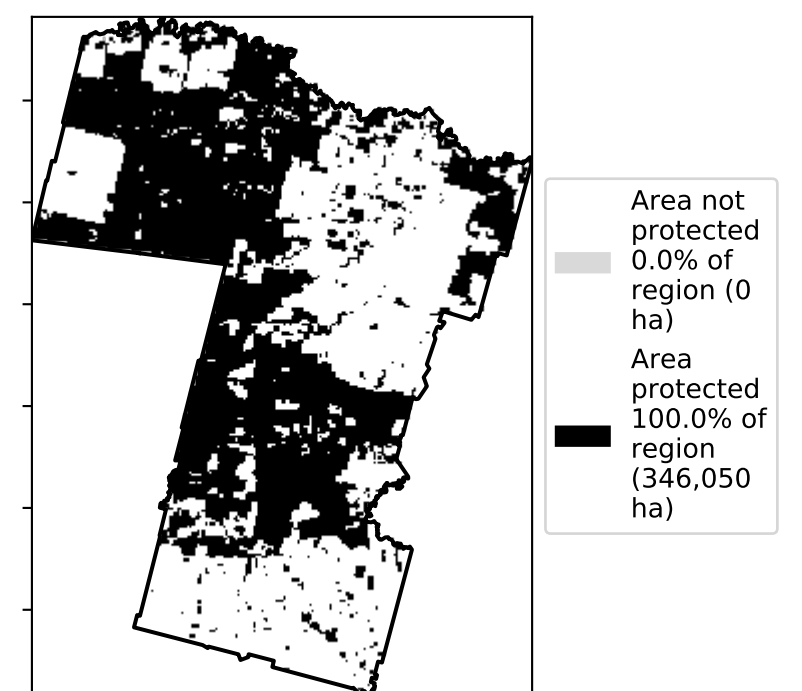 Area not
protected
0.0% of
region (0
ha)
Area
protected
100.0% of
region
(346,050
ha)